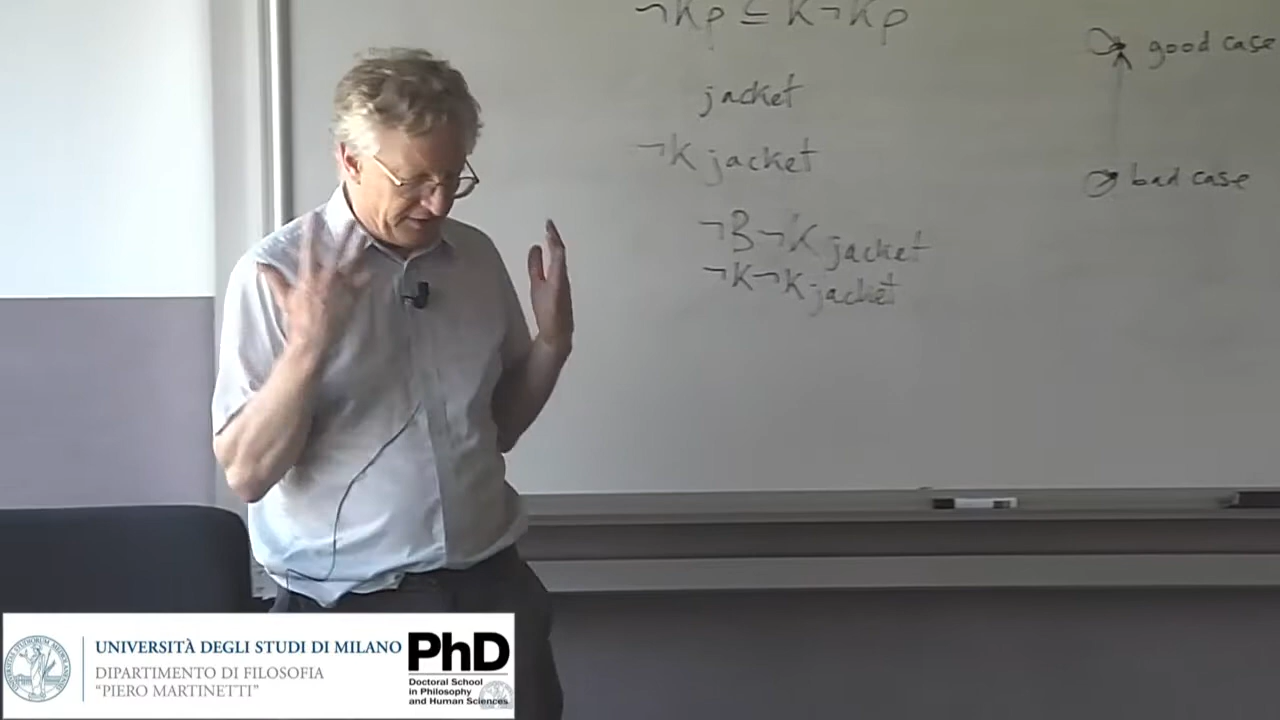 ¬Kp ⊆ K¬Kp
jacket
¬K jacket
¬B¬K jacket
¬K¬K jacket
good case
bad case
UNIVERSITÀ DEGLI STUDI DI MILANO
DIPARTIMENTO DI FILOSOFIA
“PIERO MARTINETTI”
PhD
Doctoral School
in Philosophy
and Human Sciences